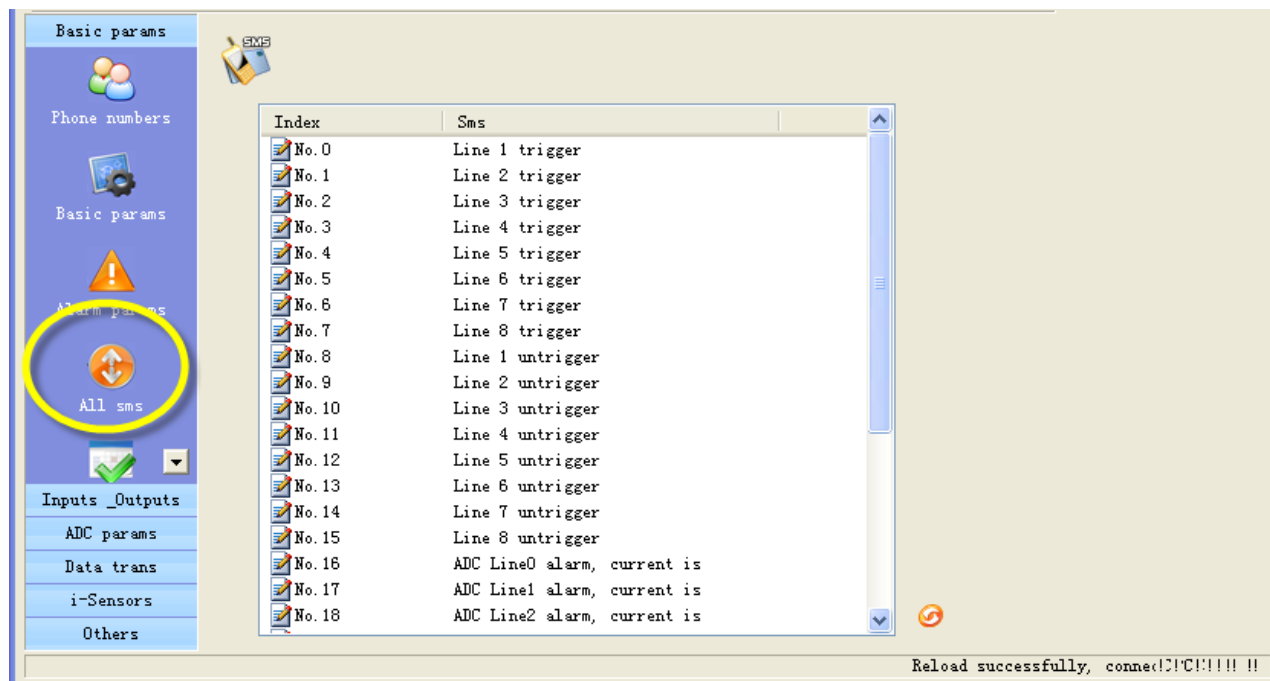 Basic params
SMS
Phone numbers
Basic params
Alarm params
All sms
Inputs _Outputs
ADC params
Data trans
i-Sensors
Others
Index Sms
No.0 Line 1 trigger
No.1 Line 2 trigger
No.2 Line 3 trigger
No.3 Line 4 trigger
No.4 Line 5 trigger
No.5 Line 6 trigger
No.6 Line 7 trigger
No.7 Line 8 trigger
No.8 Line 1 untrigger
No.9 Line 2 untrigger
No.10 Line 3 untrigger
No.11 Line 4 untrigger
No.12 Line 5 untrigger
No.13 Line 6 untrigger
No.14 Line 7 untrigger
No.15 Line 8 untrigger
No.16 ADC Line0 alarm, current is
No.17 ADC Line1 alarm, current is
No.18 ADC Line2 alarm, current is
Reload successfully,